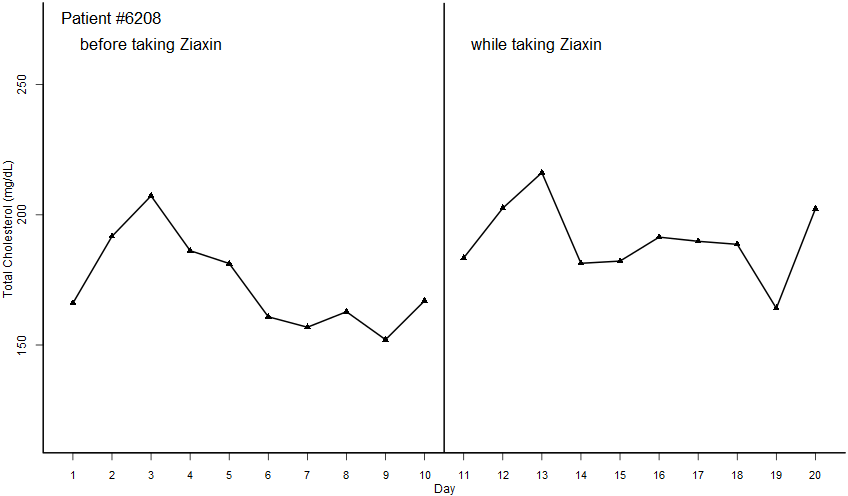 Patient #6208
before taking Ziaxin
while taking Ziaxin
Total Cholesterol (mg/dL)
250
200
150
1 2 3 4 5 6 7 8 9 10 11 12 13 14 15 16 17 18 19 20
Day